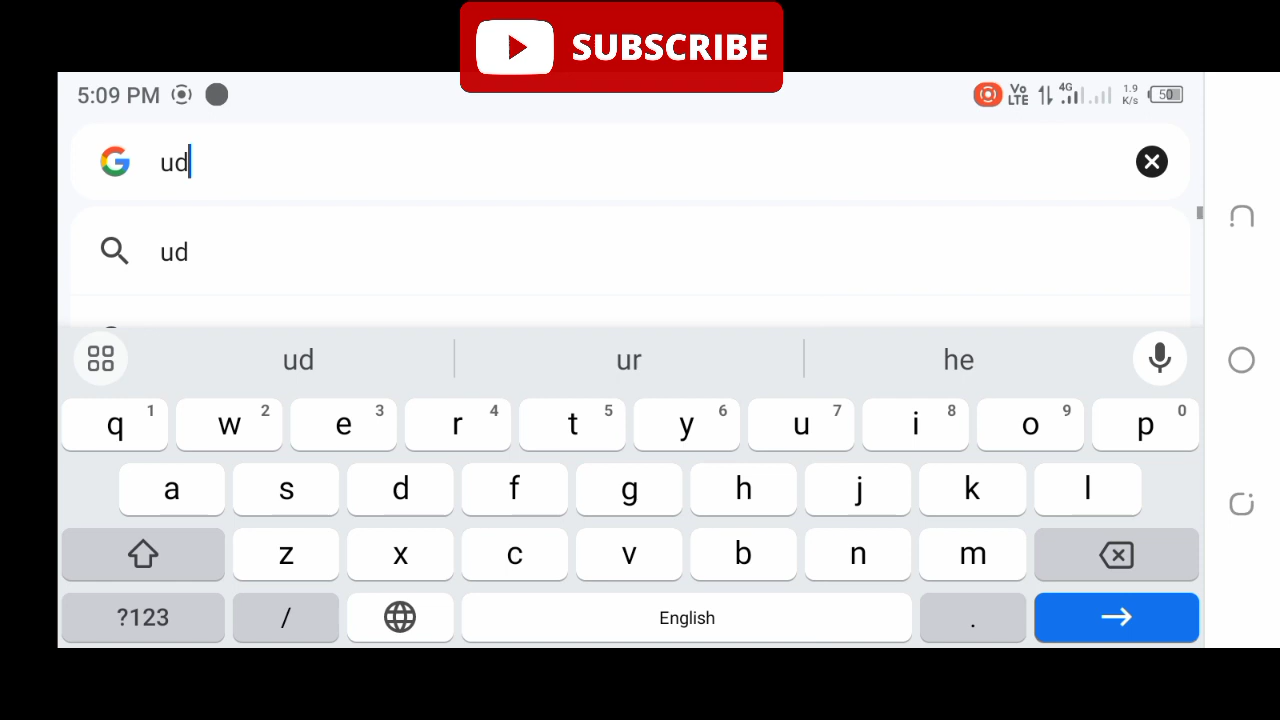 SUBSCRIBE
5:09 PM Vo LTE 4G 1.9 K/s 50
ud
ud
ud ur he
q 1 w 2 e 3 r 4 t 5 y 6 u 7 i 8 o 9 p 0
a s d f g h j k l
z x c v b n m
?123 / English .